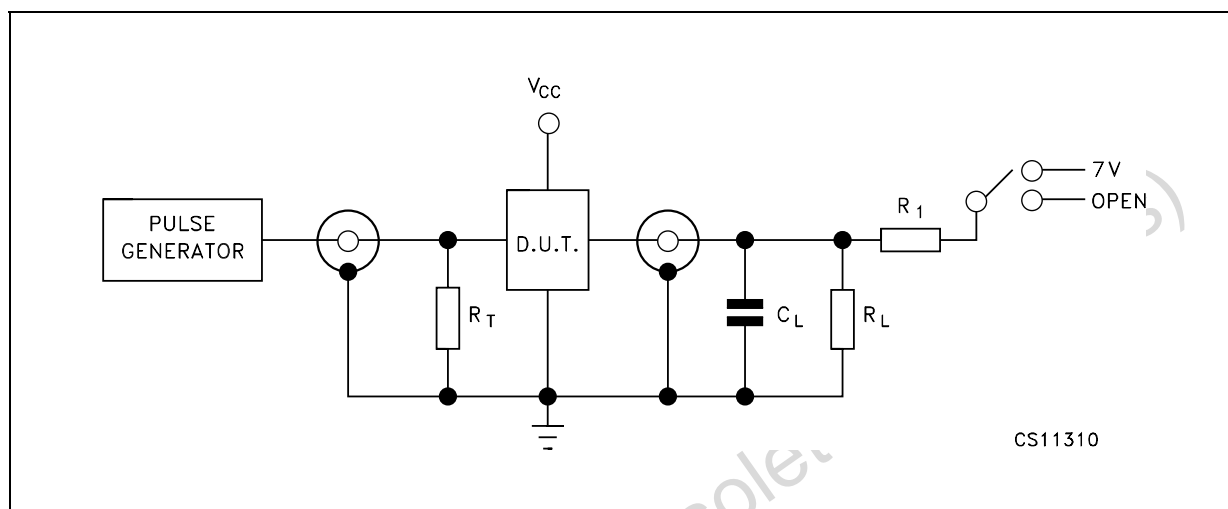 VCC
7V
OPEN
R1
PULSE
GENERATOR
D.U.T.
RT
CL
RL
CS11310